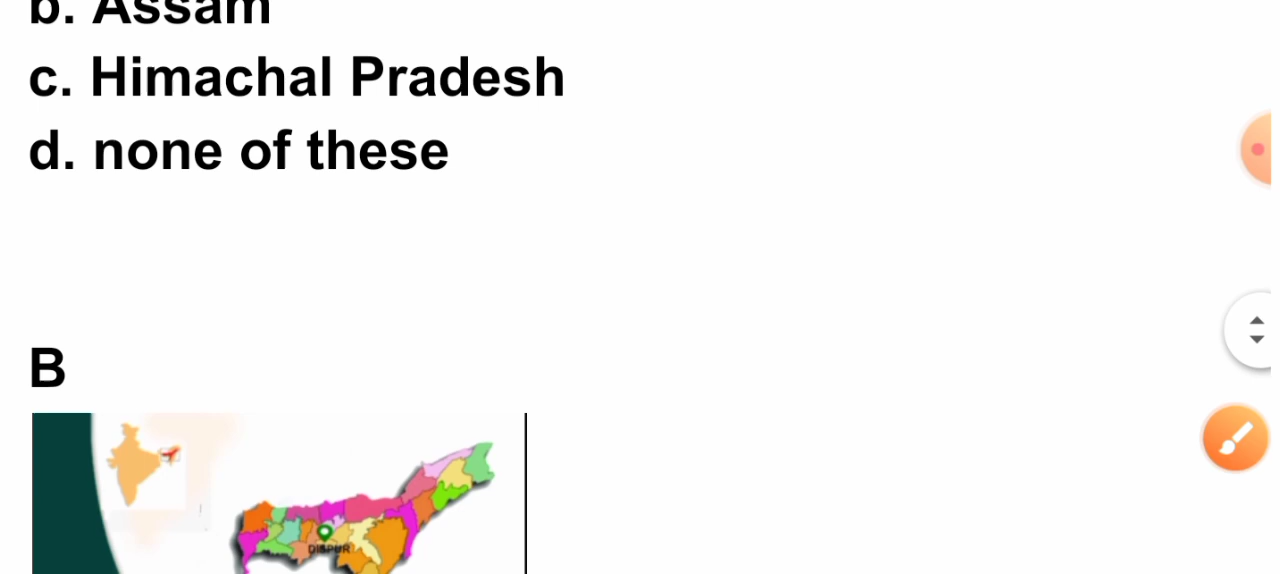 b. Assam
c. Himachal Pradesh
d. none of these
B
DISPUR